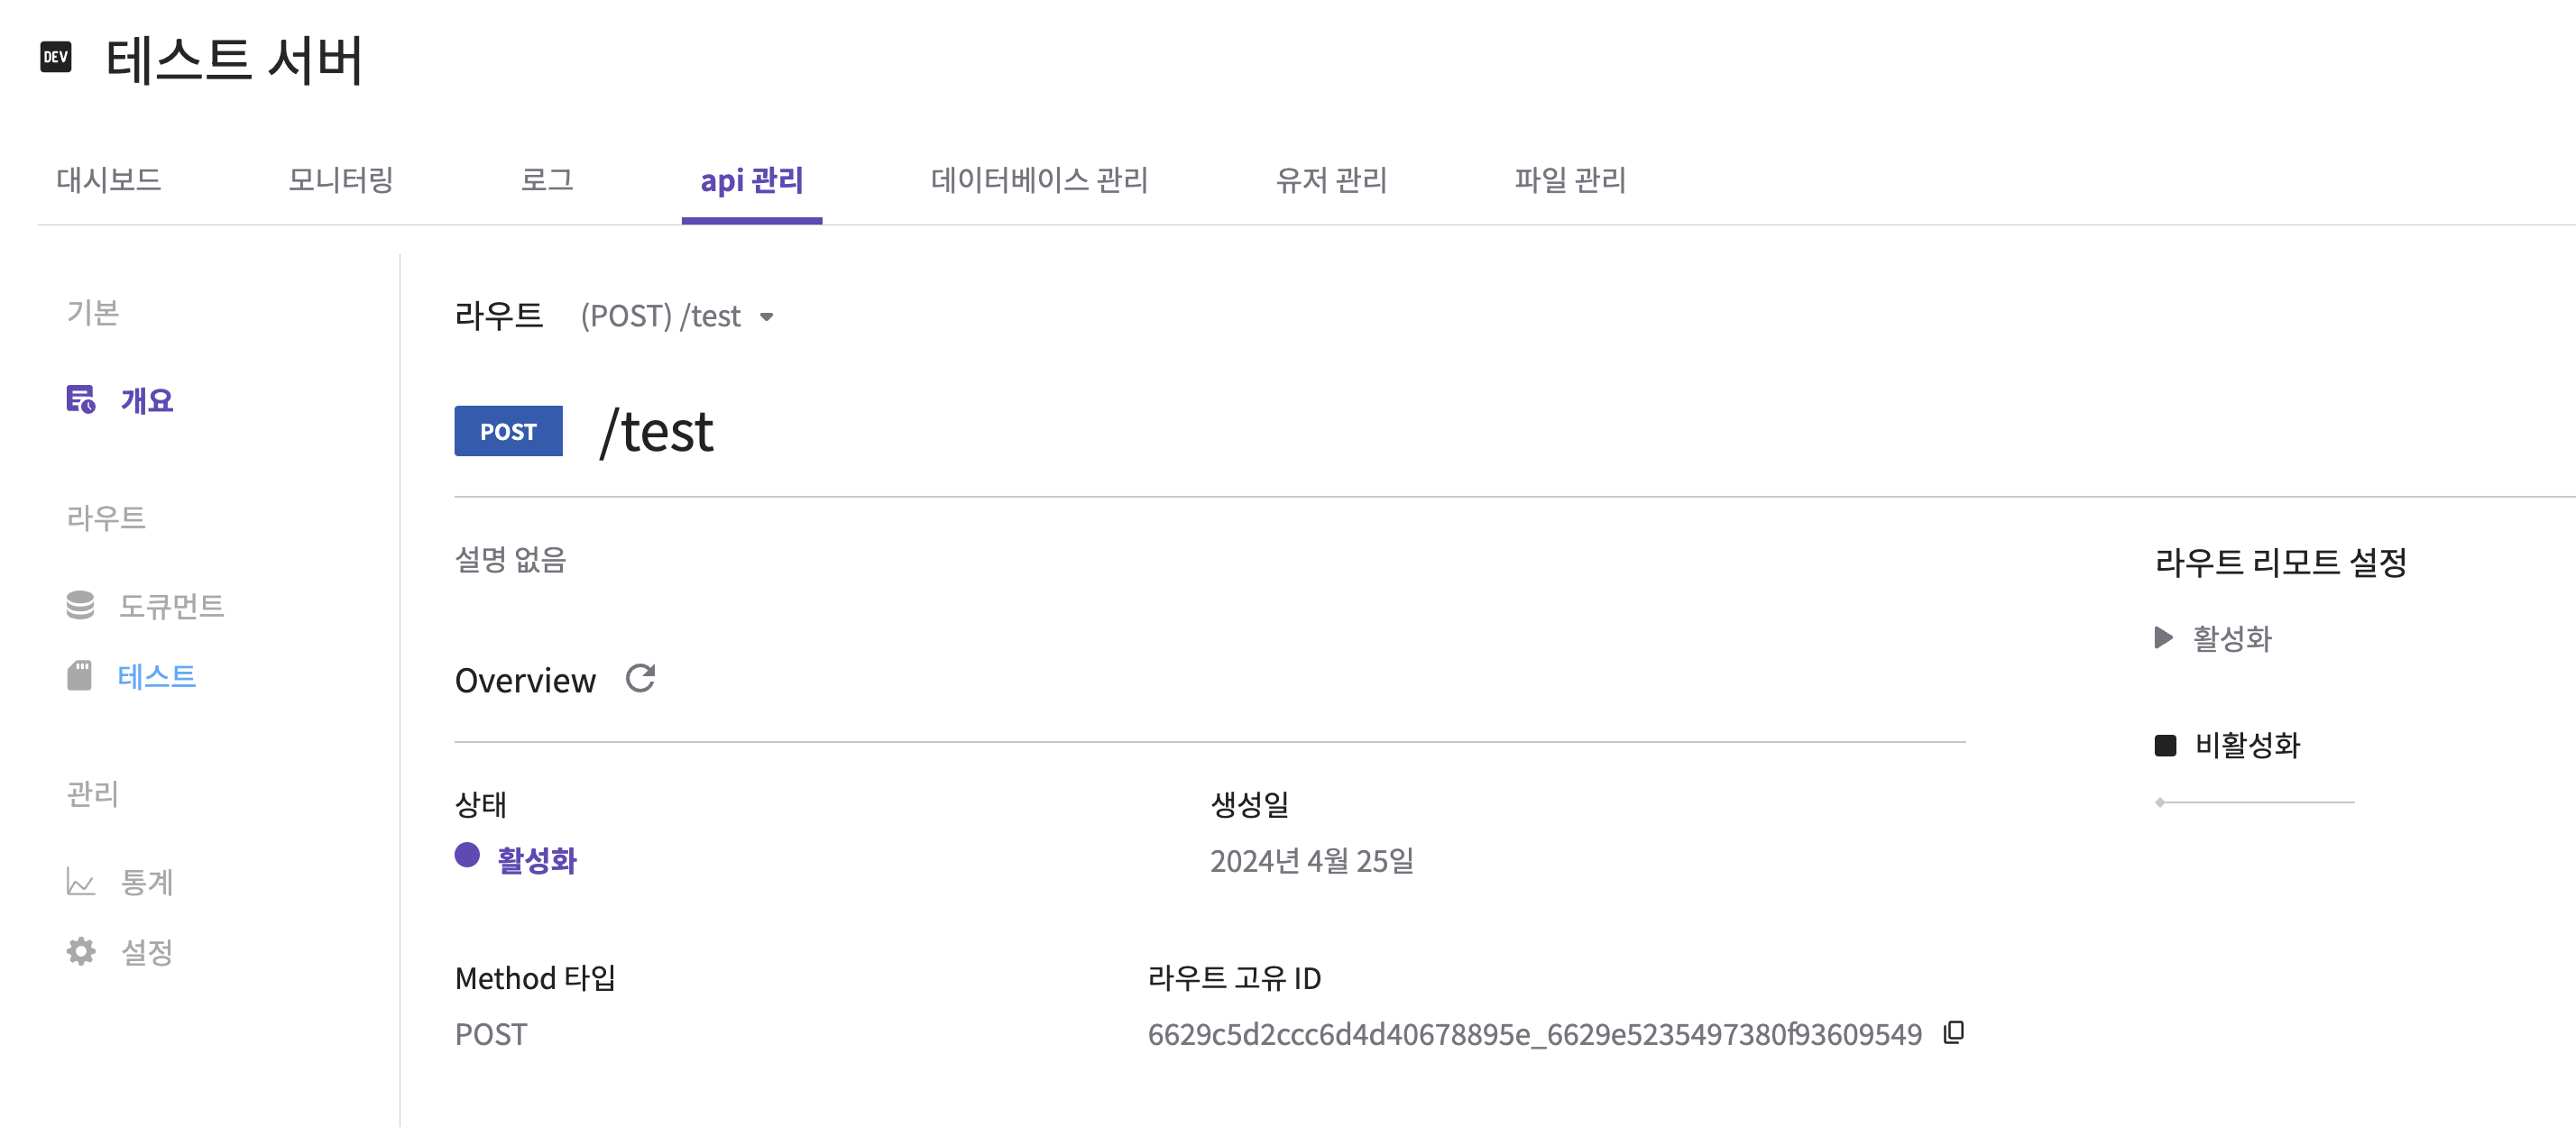 DEV 테스트 서버
대시보드 모니터링 로그 api 관리 데이터베이스 관리 유저 관리 파일 관리
기본
개요
라우트
도큐먼트
테스트
관리
통계
설정
라우트 (POST) /test
POST /test
설명 없음
Overview
상태
활성화
생성일
2024년 4월 25일
Method 타입
POST
라우트 고유 ID
6629c5d2ccc6d4d40678895e_6629e5235497380f93609549
라우트 리모트 설정
활성화
비활성화